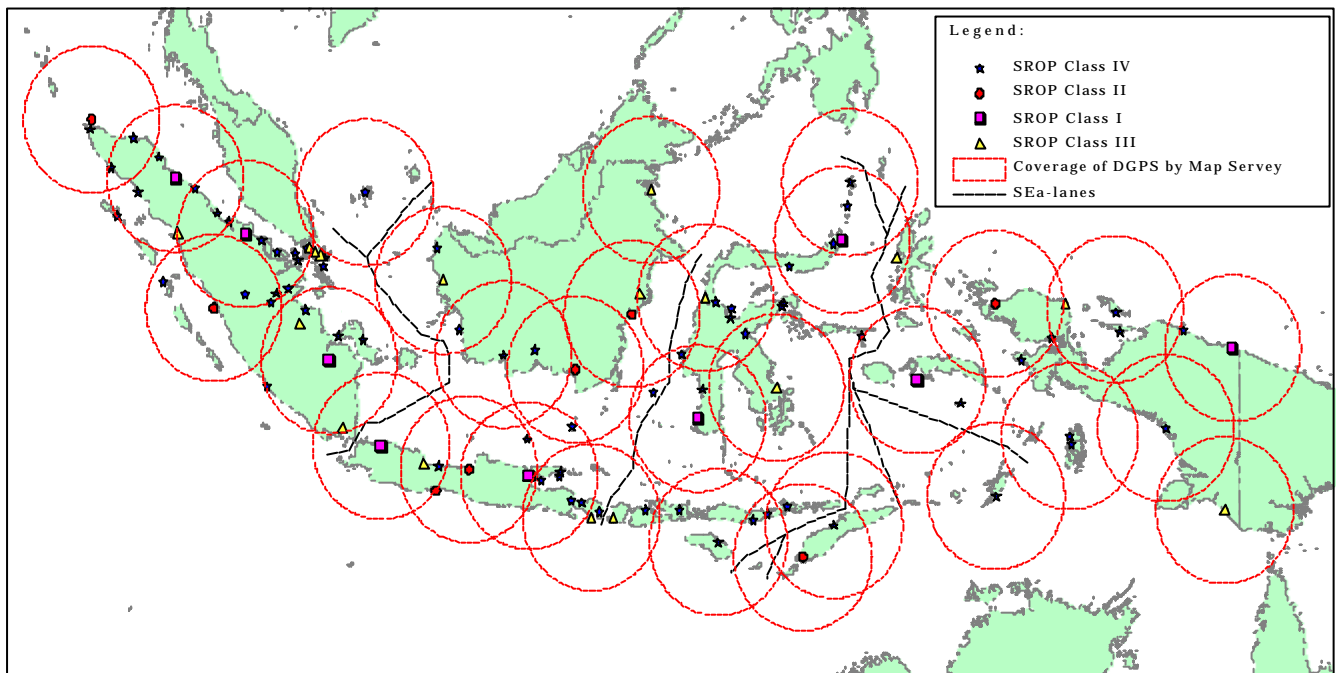 Legend:
SROP Class IV
SROP Class II
SROP Class I
SROP Class III
Coverage of DGPS by Map Servey
SEa-lanes